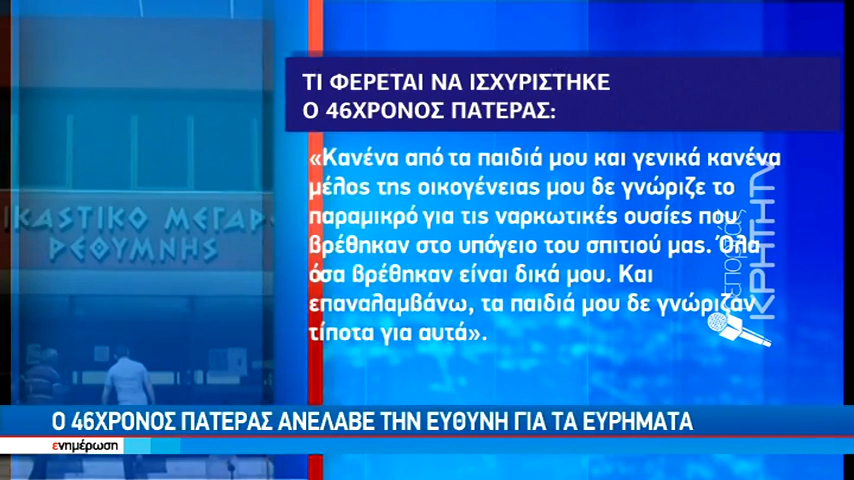 ΤΙ ΦΕΡΕΤΑΙ ΝΑ ΙΣΧΥΡΙΣΤΗΚΕ
Ο 46ΧΡΟΝΟΣ ΠΑΤΕΡΑΣ:
«Κανένα από τα παιδιά μου και γενικά κανένα
μέλος της οικογένειας μου δε γνώριζε το
παραμικρό για τις ναρκωτικές ουσίες που
βρέθηκαν στο υπόγειο του σπιτιού μας. Όλα
όσα βρέθηκαν είναι δικά μου. Και
επαναλαμβάνω, τα παιδιά μου δε γνώριζαν
τίποτα για αυτά».
ΙΚΑΣΤΙΚΟ ΜΕΓΑΡ
ΡΕΘΥΜΝΗΣ
ΚΡΗΤΗ TV
Ο 46ΧΡΟΝΟΣ ΠΑΤΕΡΑΣ ΑΝΕΛΑΒΕ ΤΗΝ ΕΥΘΥΝΗ ΓΙΑ ΤΑ ΕΥΡΗΜΑΤΑ
ενημέρωση